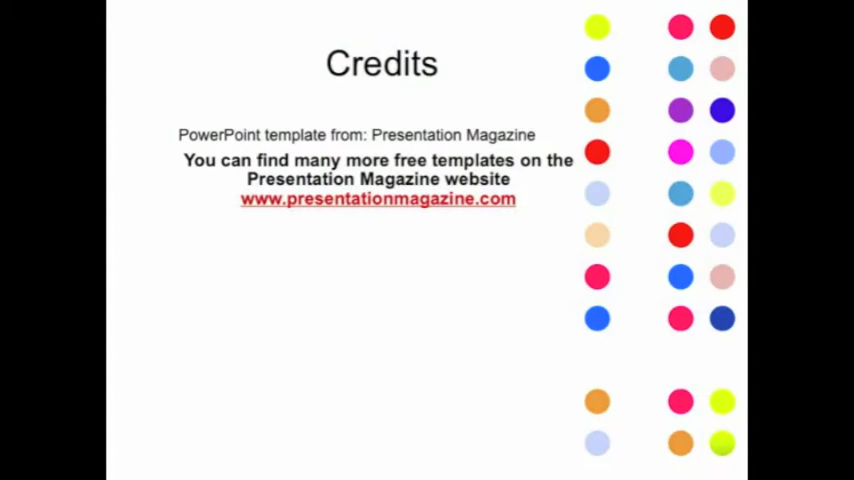 Credits
PowerPoint template from: Presentation Magazine
You can find many more free templates on the
Presentation Magazine website
www.presentationmagazine.com